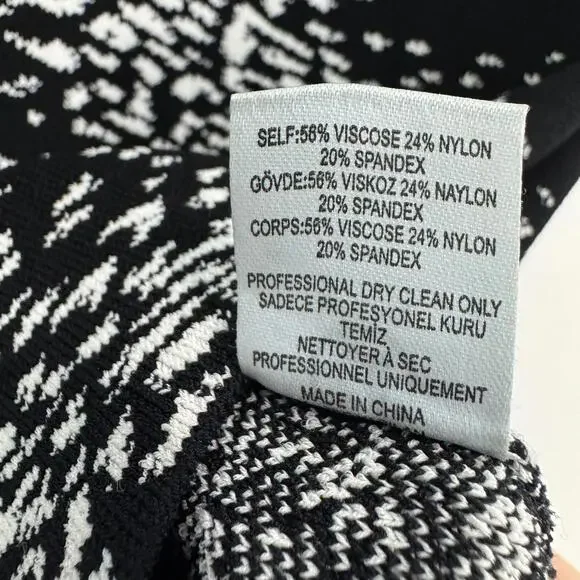 SELF:56% VISCOSE 24% NYLON
20% SPANDEX
GÖVDE:56% VISKOZ 24% NAYLON
20% SPANDEX
CORPS:56% VISCOSE 24% NYLON
20% SPANDEX
PROFESSIONAL DRY CLEAN ONLY
SADECE PROFESYONEL KURU
TEMİZ
NETTOYER À SEC
PROFESSIONNEL UNIQUEMENT
MADE IN CHINA